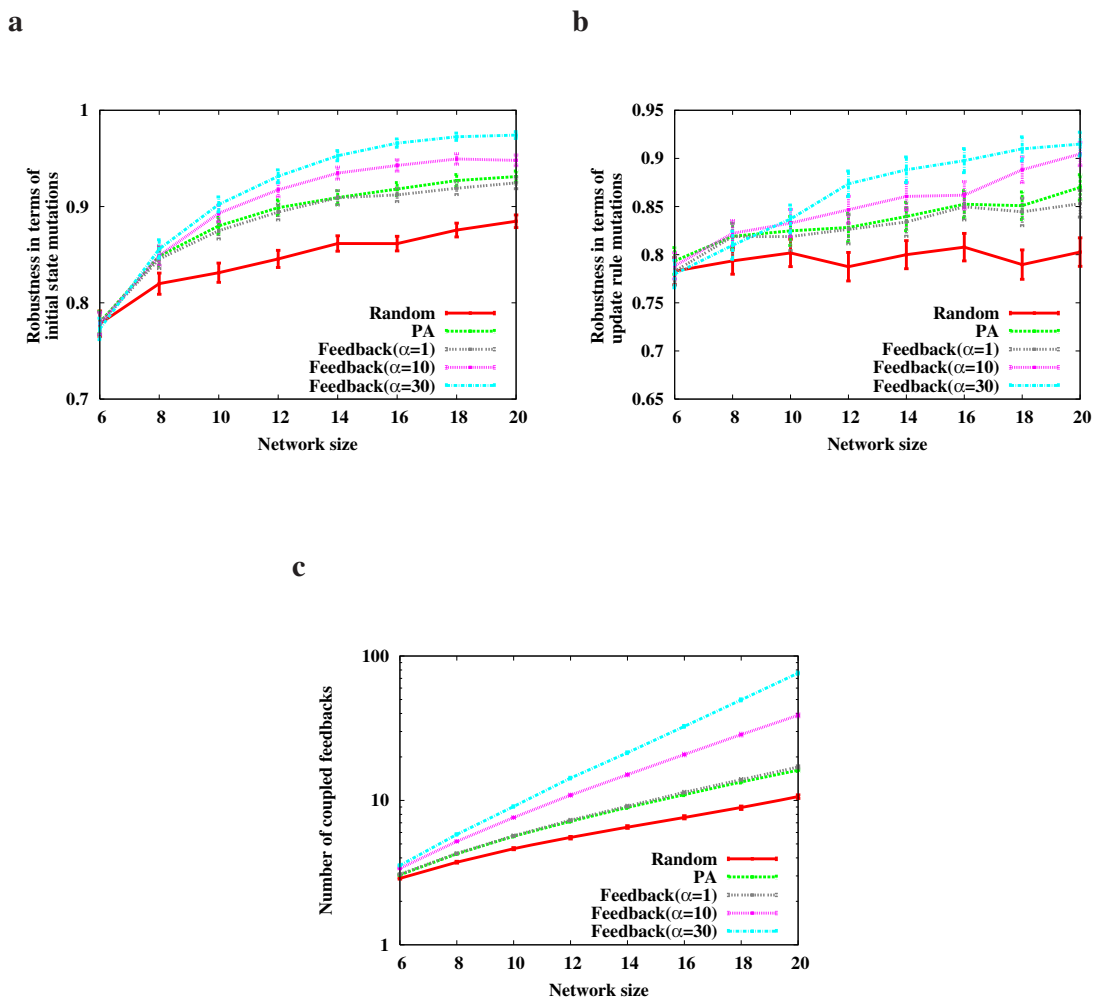 a
Robustness in terms of
initial state mutations
1
0.9
0.8
0.7
6 8 10 12 14 16 18 20
Network size
Random
PA
Feedback(α=1)
Feedback(α=10)
Feedback(α=30)
b
Robustness in terms of
update rule mutations
0.95
0.9
0.85
0.8
0.75
0.7
0.65
6 8 10 12 14 16 18 20
Network size
Random
PA
Feedback(α=1)
Feedback(α=10)
Feedback(α=30)
c
Number of coupled feedbacks
100
10
1
6 8 10 12 14 16 18 20
Network size
Random
PA
Feedback(α=1)
Feedback(α=10)
Feedback(α=30)